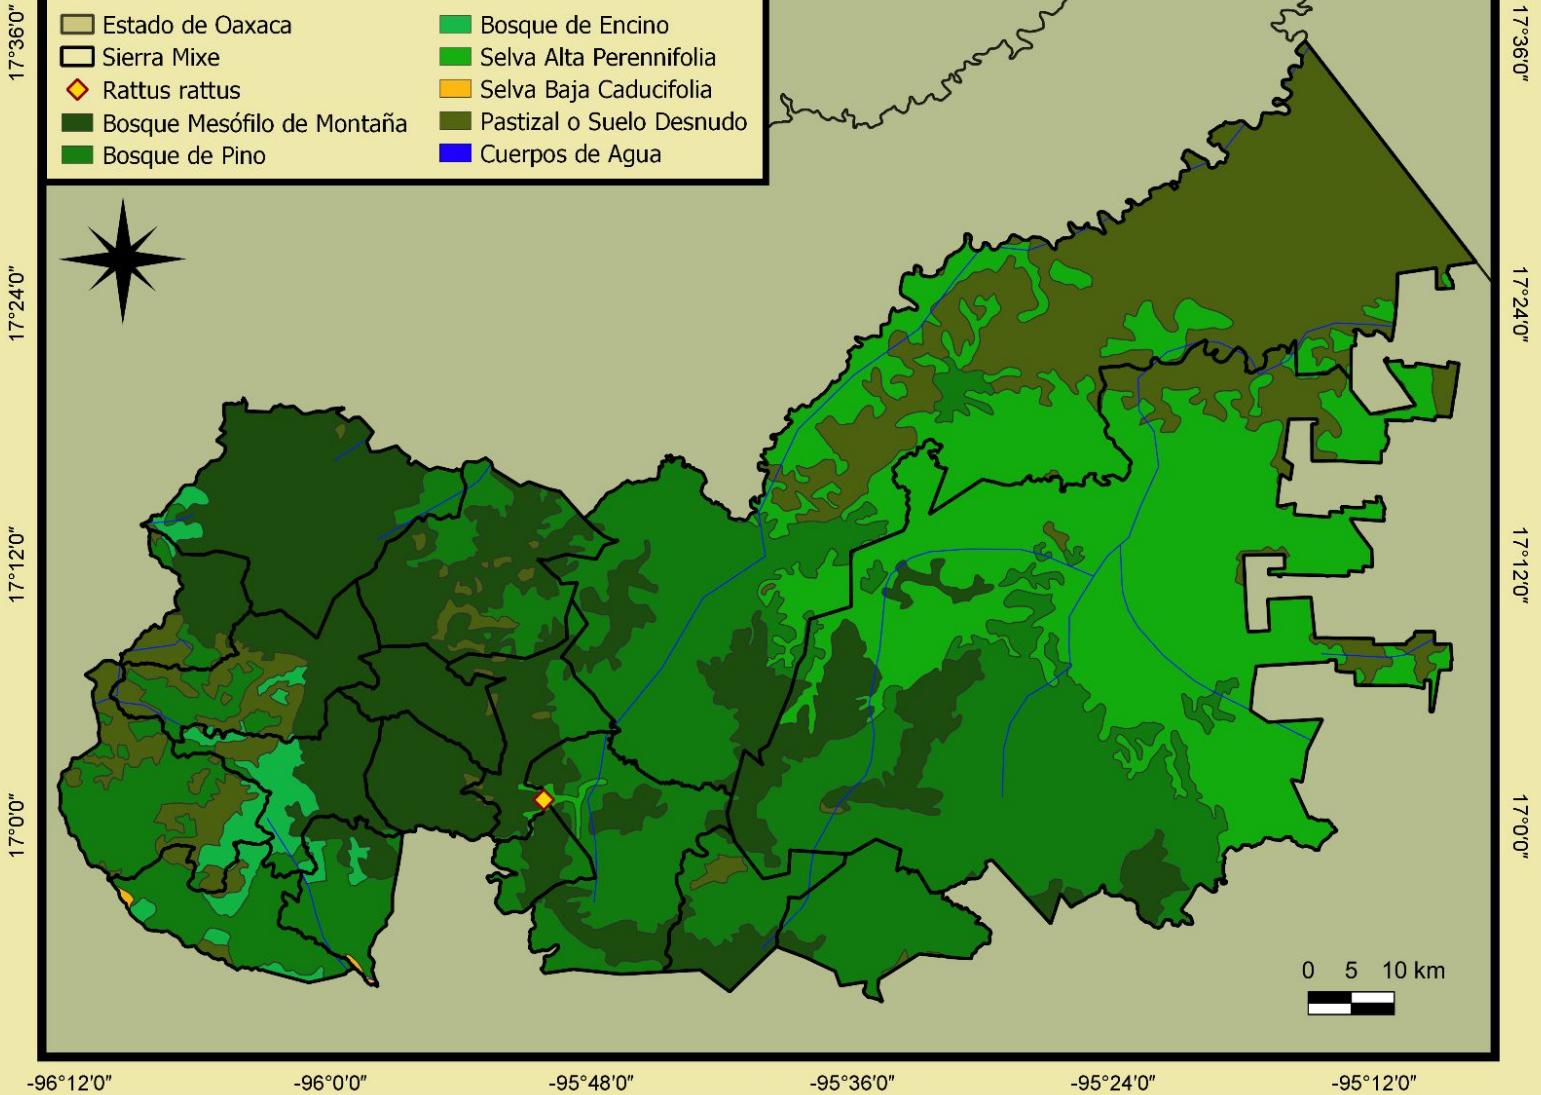 Estado de Oaxaca
Sierra Mixe
Rattus rattus
Bosque Mesófilo de Montaña
Bosque de Pino
Bosque de Encino
Selva Alta Perennifolia
Selva Baja Caducifolia
Pastizal o Suelo Desnudo
Cuerpos de Agua
17°36'0"
17°24'0"
17°12'0"
17°0'0"
17°36'0"
17°24'0"
17°12'0"
17°0'0"
0 5 10 km
-96°12'0" -96°0'0" -95°48'0" -95°36'0" -95°24'0" -95°12'0"